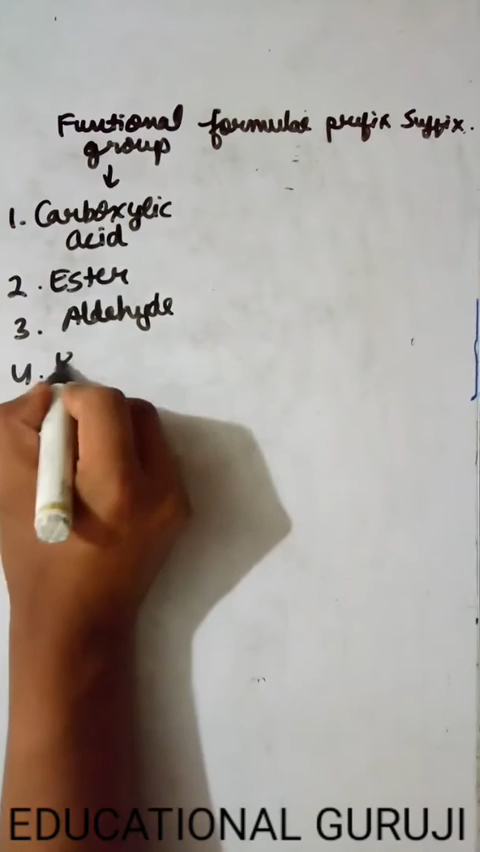 Functional formulae prefix Suffix.
group
↓
1. Carboxylic
acid
2. Ester
3. Aldehyde
4.
EDUCATIONAL GURUJI